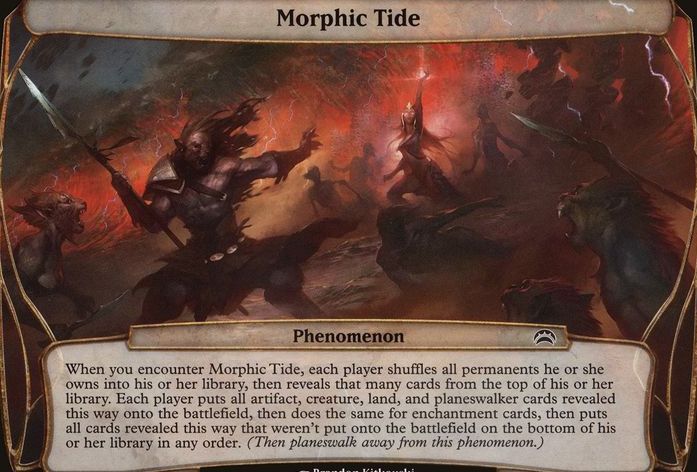 Morphic Tide
Phenomenon
When you encounter Morphic Tide, each player shuffles all permanents he or she
owns into his or her library, then reveals that many cards from the top of his or her
library. Each player puts all artifact, creature, land, and planeswalker cards revealed
this way onto the battlefield, then does the same for enchantment cards, then puts
all cards revealed this way that weren't put onto the battlefield on the bottom of his
or her library in any order. (Then planeswalk away from this phenomenon.)
Brandon Kitkouski